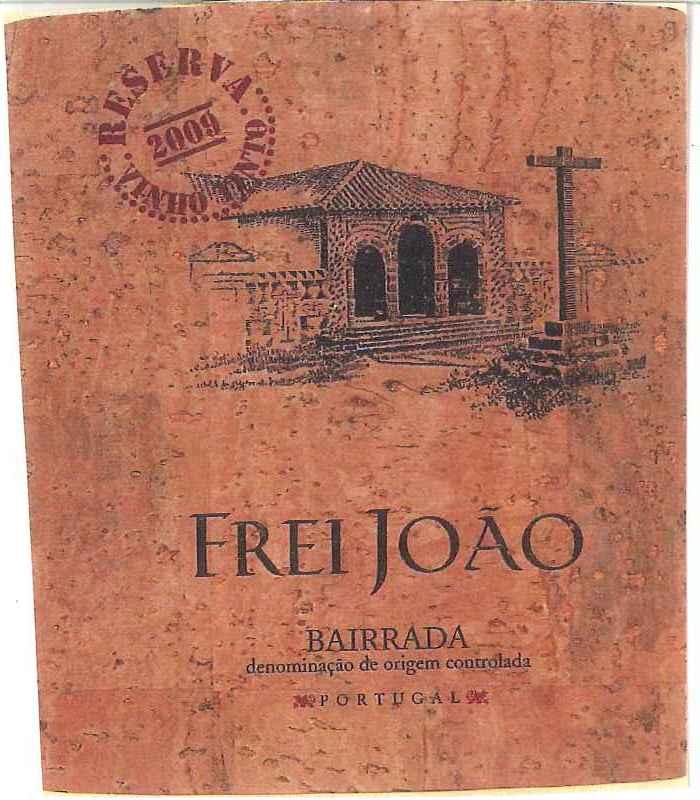 RESERVA
2009
VINHO TINTO
FREI JOÃO
BAIRRADA
denominação de origem controlada
PORTUGAL